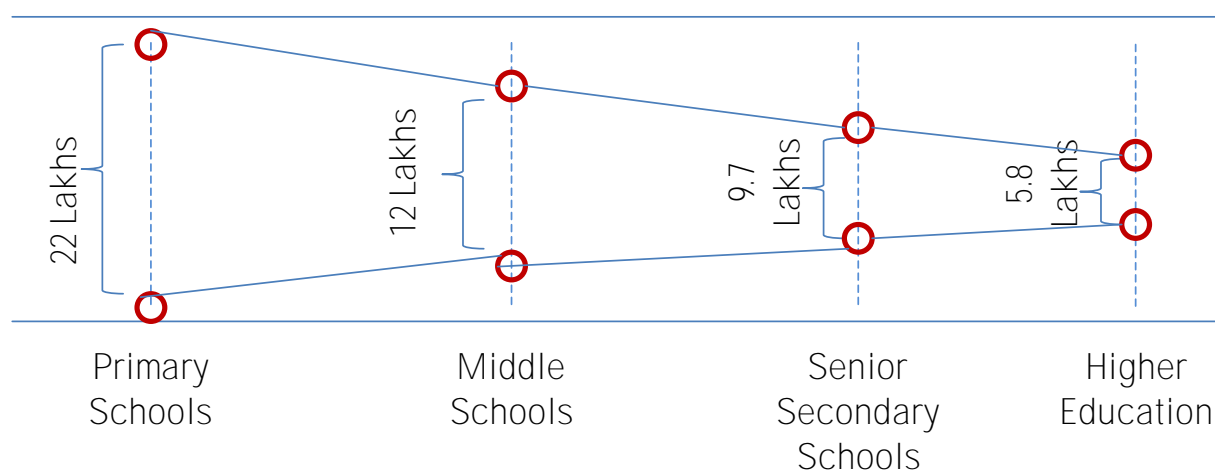 22 Lakhs
12 Lakhs
9.7
Lakhs
5.8
Lakhs
Primary
Schools
Middle
Schools
Senior
Secondary
Schools
Higher
Education